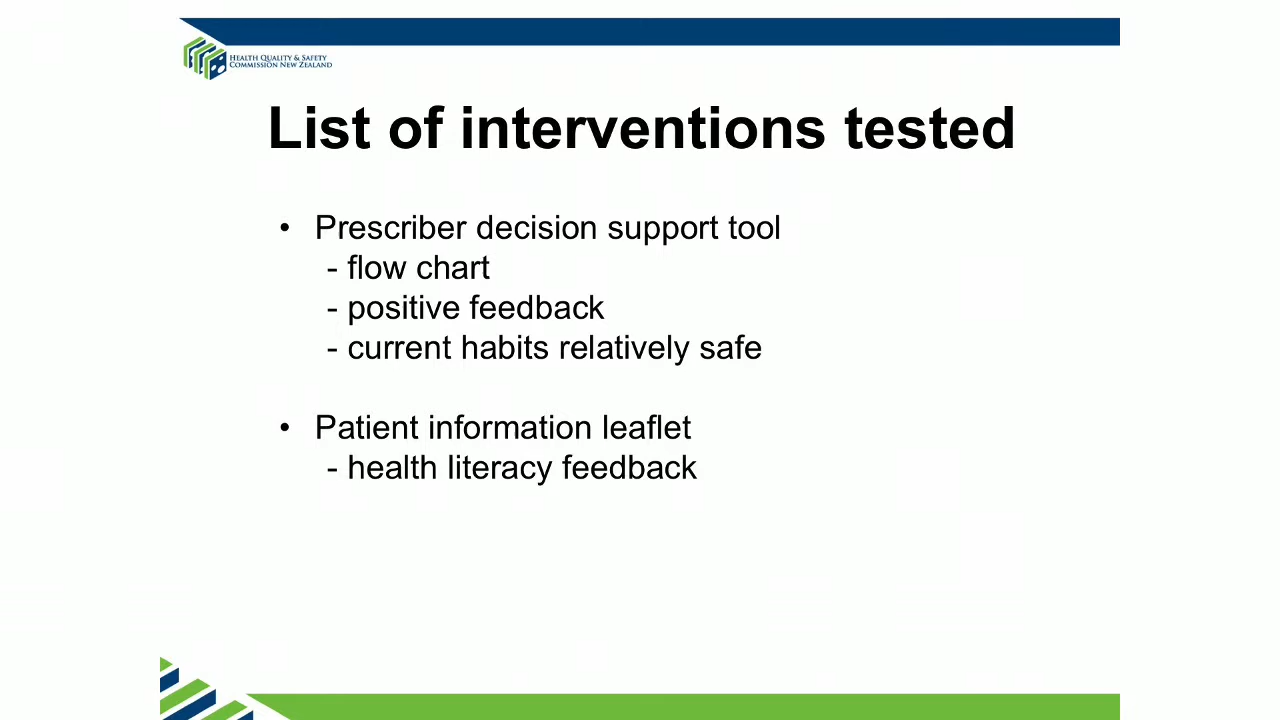 HEALTH QUALITY & SAFETY
COMMISSION NEW ZEALAND
List of interventions tested
• Prescriber decision support tool
- flow chart
- positive feedback
- current habits relatively safe
• Patient information leaflet
- health literacy feedback